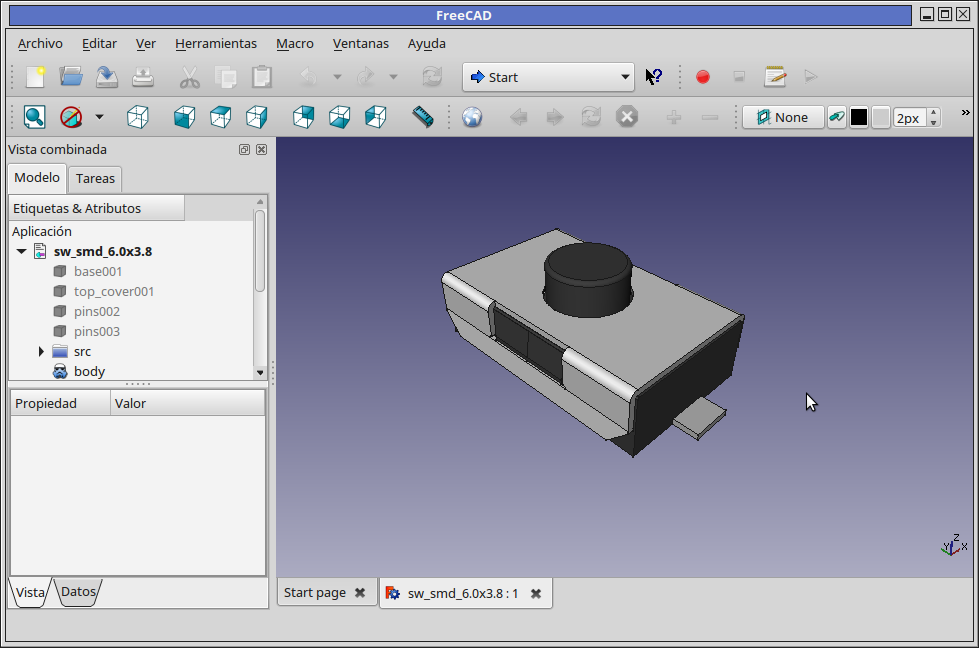 FreeCAD
Archivo Editar Ver Herramientas Macro Ventanas Ayuda
Start
None 2px »
Vista combinada
Modelo Tareas
Etiquetas & Atributos
Aplicación
sw_smd_6.0x3.8
base001
top_cover001
pins002
pins003
src
body
Propiedad Valor
Z
Y X
Vista Datos
Start page sw_smd_6.0x3.8 : 1